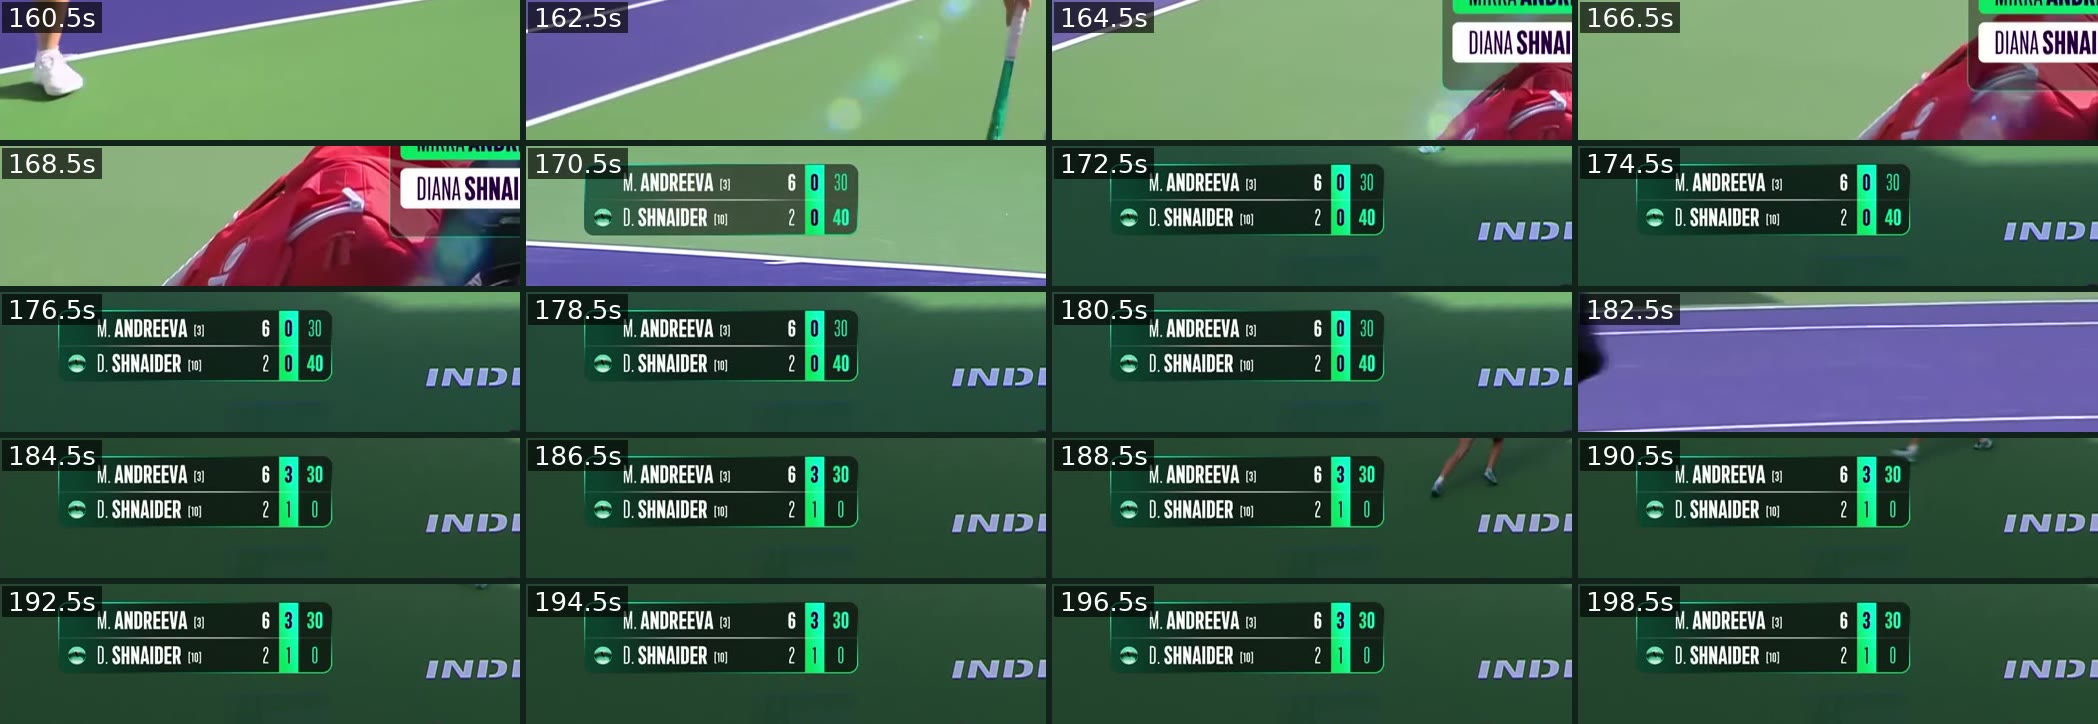 160.5s
162.5s
164.5s
DIANA SHNAI
166.5s
DIANA SHNAI
168.5s
DIANA SHNAI
170.5s
M. ANDREEVA [3] 6 0 30
D. SHNAIDER [10] 2 0 40
172.5s
M. ANDREEVA [3] 6 0 30
D. SHNAIDER [10] 2 0 40
INDI
174.5s
M. ANDREEVA [3] 6 0 30
D. SHNAIDER [10] 2 0 40
INDI
176.5s
M. ANDREEVA [3] 6 0 30
D. SHNAIDER [10] 2 0 40
INDI
178.5s
M. ANDREEVA [3] 6 0 30
D. SHNAIDER [10] 2 0 40
INDI
180.5s
M. ANDREEVA [3] 6 0 30
D. SHNAIDER [10] 2 0 40
INDI
182.5s
184.5s
M. ANDREEVA [3] 6 3 30
D. SHNAIDER [10] 2 1 0
INDI
186.5s
M. ANDREEVA [3] 6 3 30
D. SHNAIDER [10] 2 1 0
INDI
188.5s
M. ANDREEVA [3] 6 3 30
D. SHNAIDER [10] 2 1 0
INDI
190.5s
M. ANDREEVA [3] 6 3 30
D. SHNAIDER [10] 2 1 0
INDI
192.5s
M. ANDREEVA [3] 6 3 30
D. SHNAIDER [10] 2 1 0
INDI
194.5s
M. ANDREEVA [3] 6 3 30
D. SHNAIDER [10] 2 1 0
INDI
196.5s
M. ANDREEVA [3] 6 3 30
D. SHNAIDER [10] 2 1 0
INDI
198.5s
M. ANDREEVA [3] 6 3 30
D. SHNAIDER [10] 2 1 0
INDI